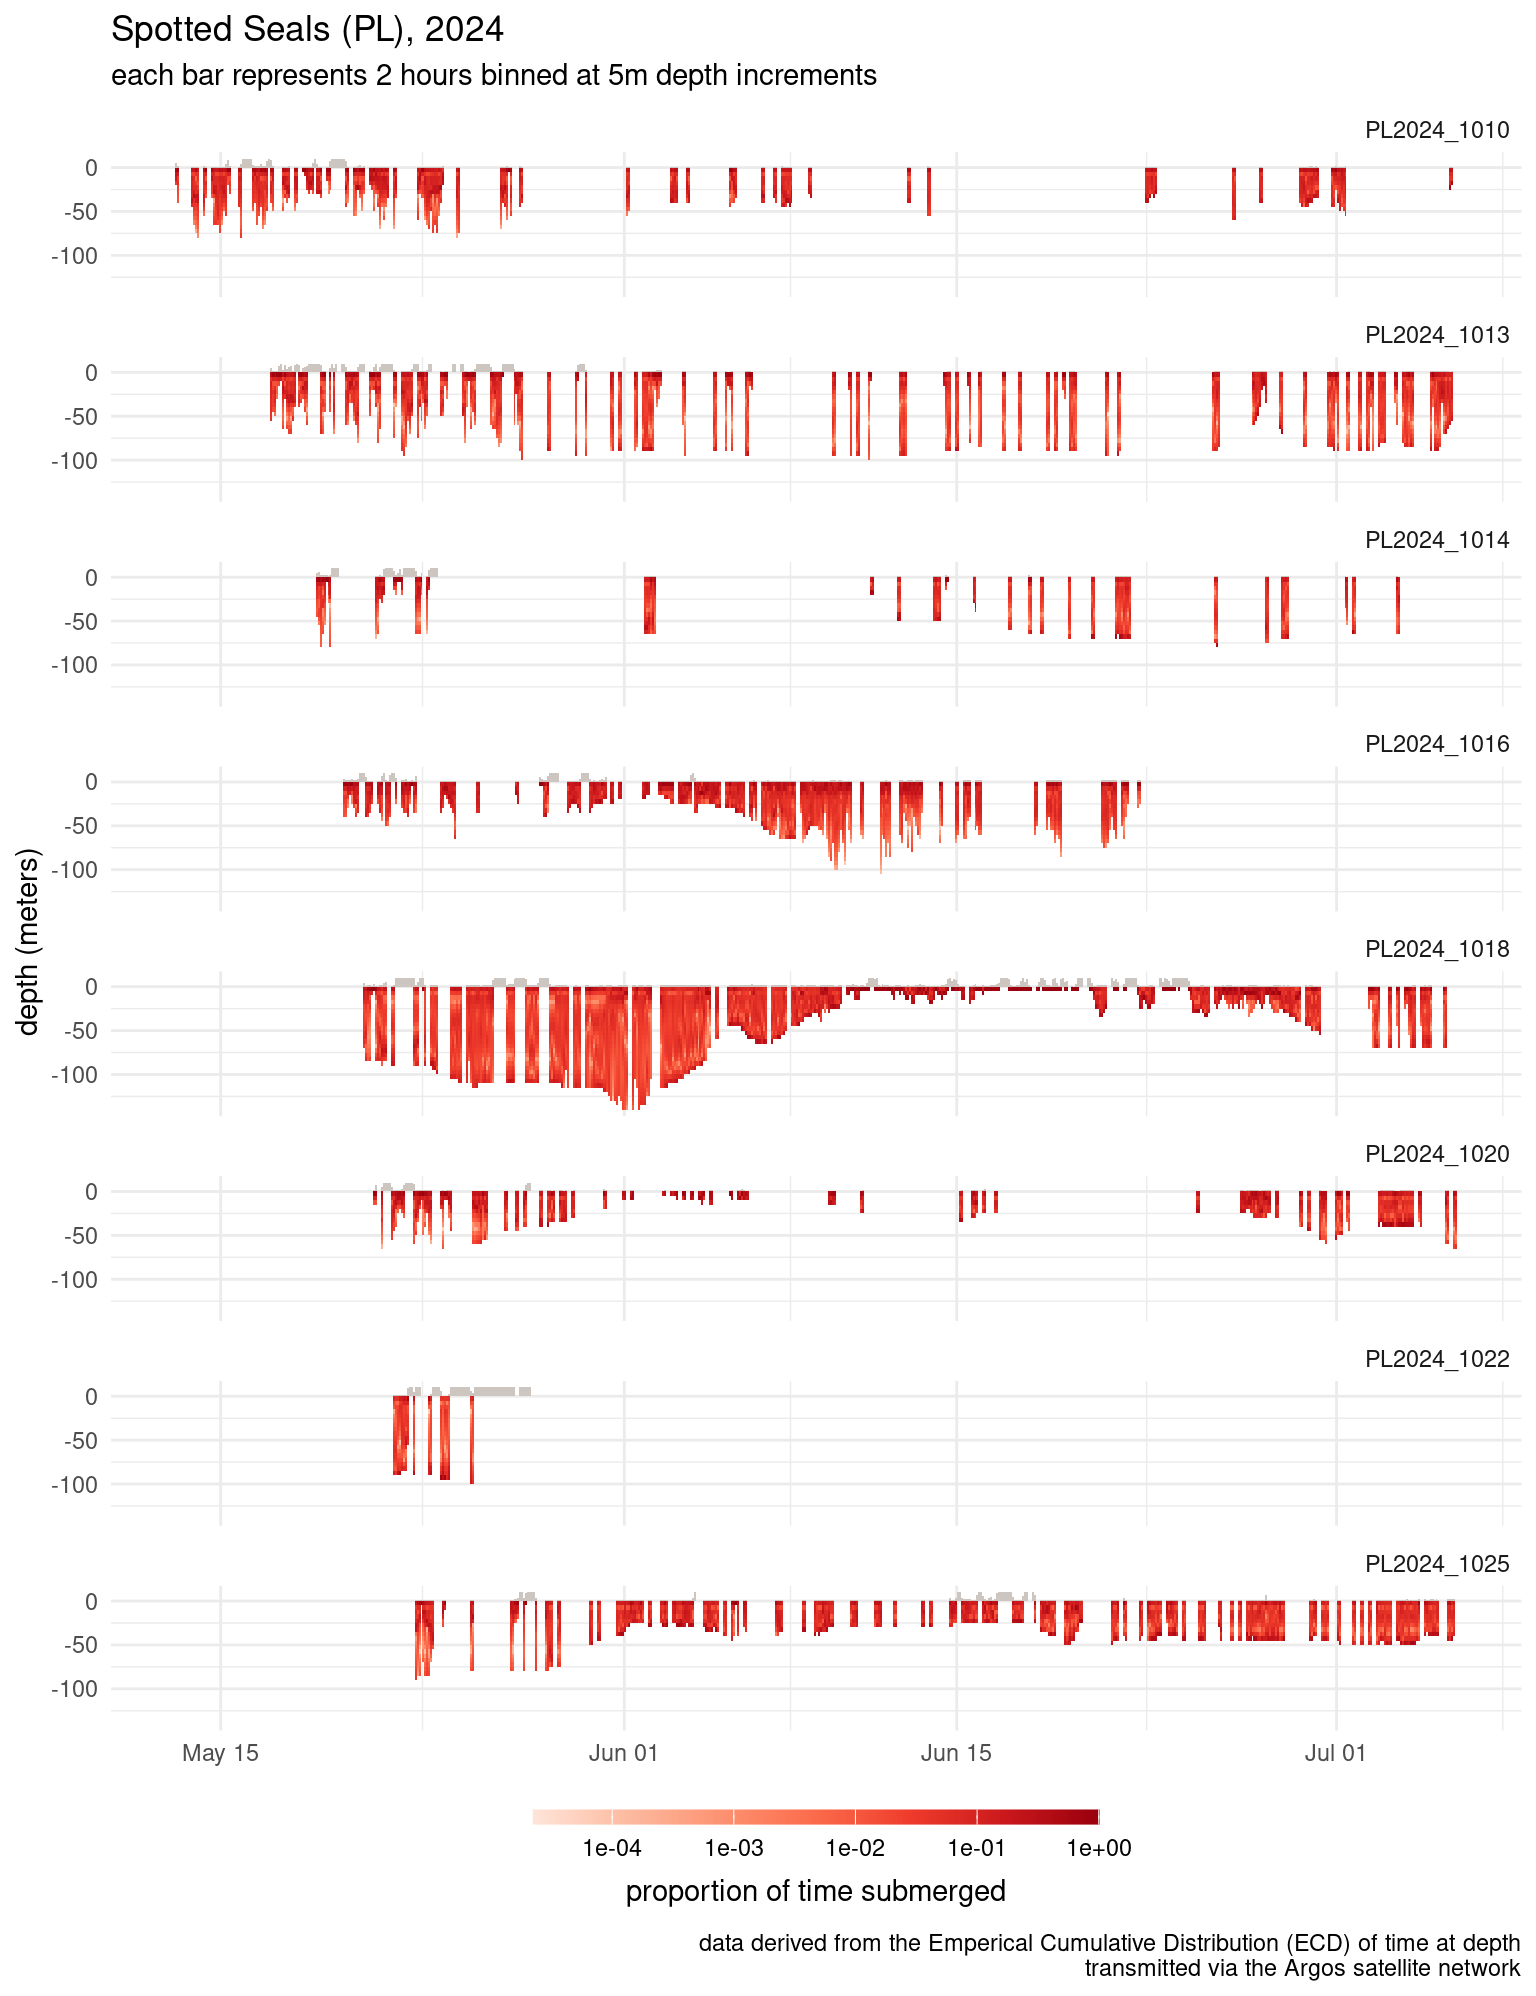 Spotted Seals (PL), 2024
each bar represents 2 hours binned at 5m depth increments
PL2024_1010
0
-50
-100
PL2024_1013
0
-50
-100
PL2024_1014
0
-50
-100
PL2024_1016
0
-50
-100
depth (meters)
PL2024_1018
0
-50
-100
PL2024_1020
0
-50
-100
PL2024_1022
0
-50
-100
PL2024_1025
0
-50
-100
May 15 Jun 01 Jun 15 Jul 01
1e-04 1e-03 1e-02 1e-01 1e+00
proportion of time submerged
data derived from the Emperical Cumulative Distribution (ECD) of time at depth
transmitted via the Argos satellite network